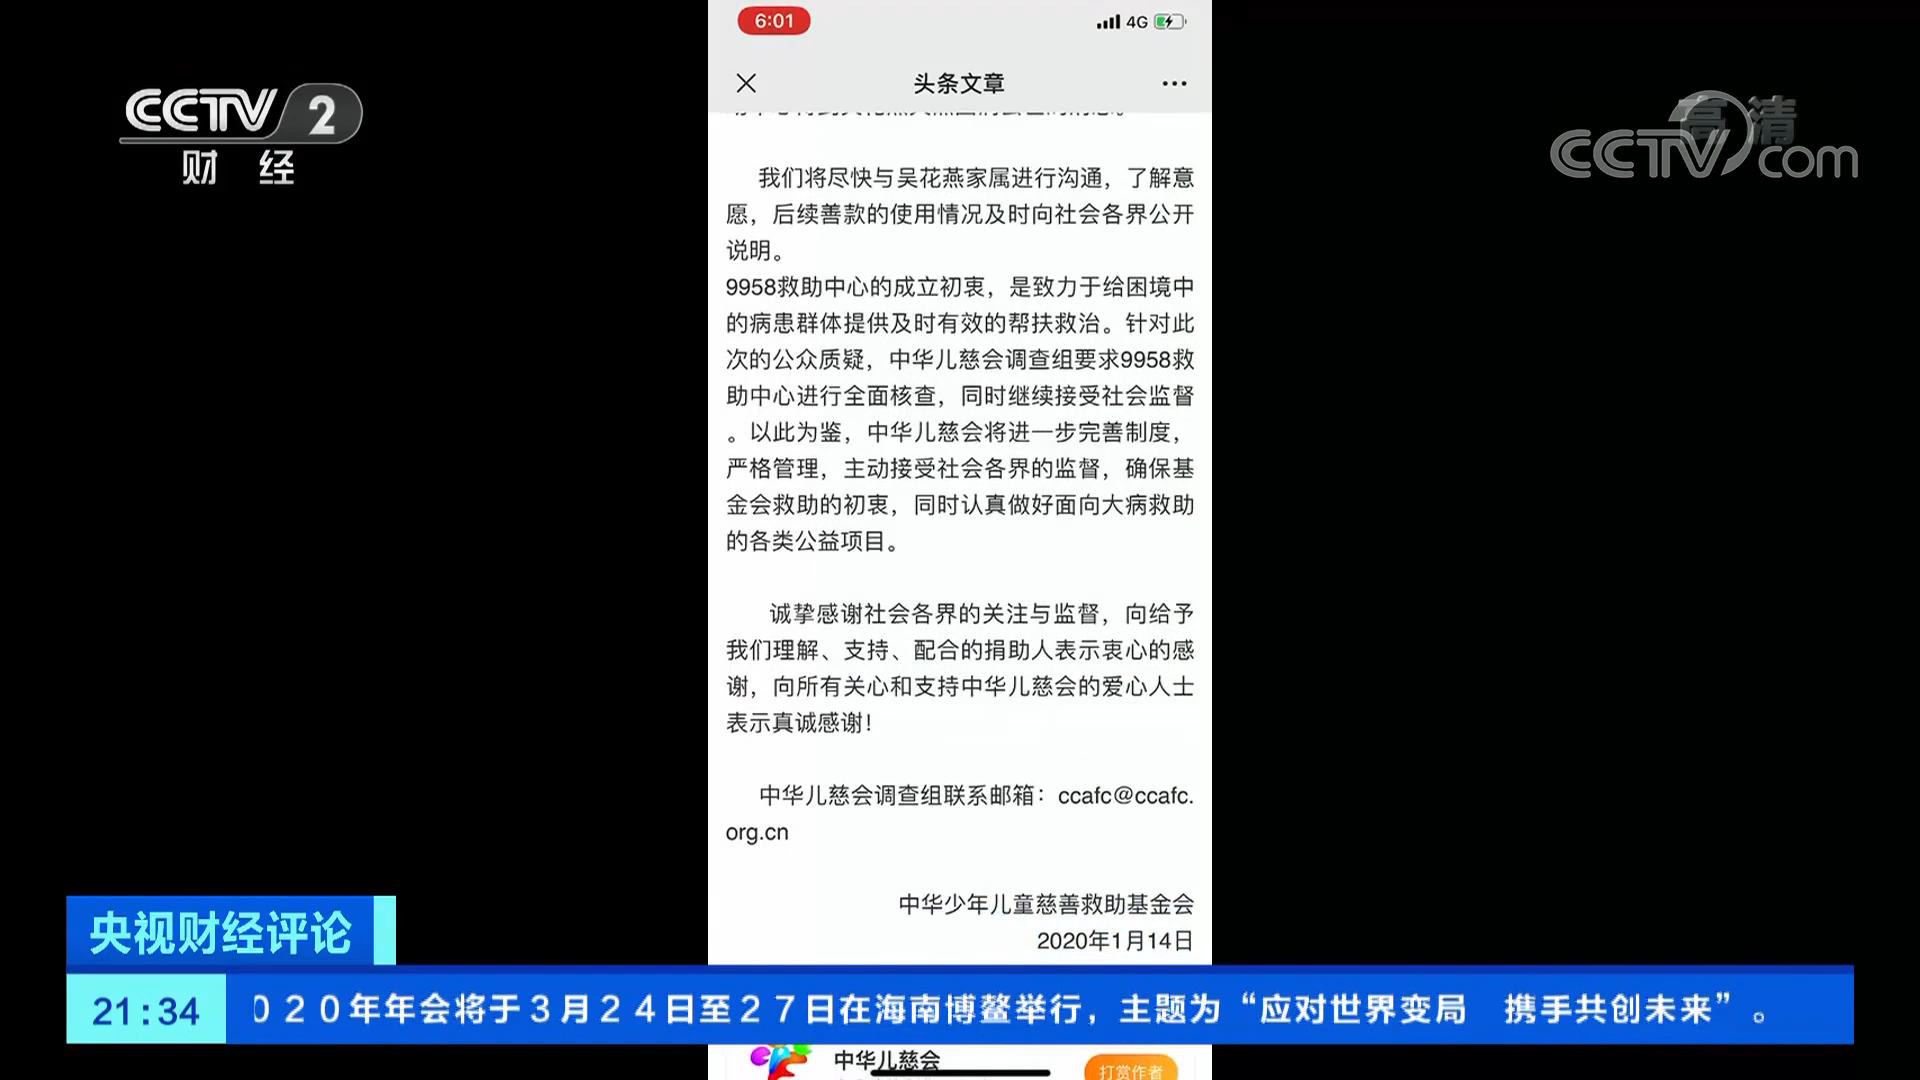 6:01
4G
CCTV 2
财 经
头条文章
高清
CCTV.com
我们将尽快与吴花燕家属进行沟通，了解意
愿，后续善款的使用情况及时向社会各界公开
说明。
9958救助中心的成立初衷，是致力于给困境中
的病患群体提供及时有效的帮扶救治。针对此
次的公众质疑，中华儿慈会调查组要求9958救
助中心进行全面核查，同时继续接受社会监督
。以此为鉴，中华儿慈会将进一步完善制度，
严格管理，主动接受社会各界的监督，确保基
金会救助的初衷，同时认真做好面向大病救助
的各类公益项目。
诚挚感谢社会各界的关注与监督，向给予
我们理解、支持、配合的捐助人表示衷心的感
谢，向所有关心和支持中华儿慈会的爱心人士
表示真诚感谢！
中华儿慈会调查组联系邮箱：ccafc@ccafc.
org.cn
中华少年儿童慈善救助基金会
2020年1月14日
央视财经评论
21:34
０２０年年会将于３月２４日至２７日在海南博鳌举行，主题为“应对世界变局　携手共创未来”。
中华儿慈会
打赏作者